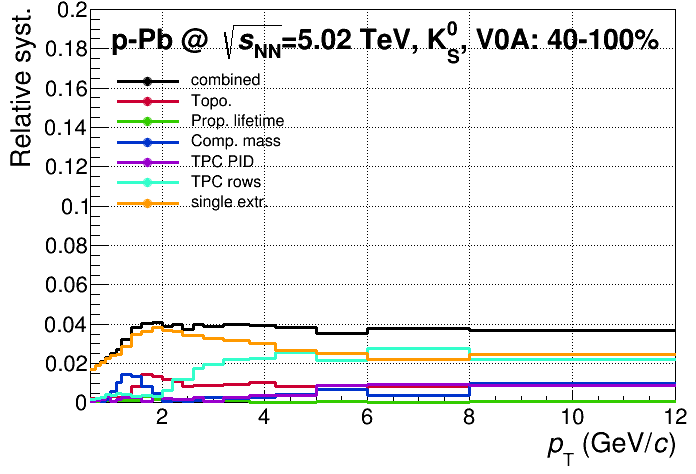 Relative syst.
p-Pb @ √sNN=5.02 TeV, K0S, V0A: 40-100%
combined
Topo.
Prop. lifetime
Comp. mass
TPC PID
TPC rows
single extr.
0.2
0.18
0.16
0.14
0.12
0.1
0.08
0.06
0.04
0.02
0
2 4 6 8 10 12
pT (GeV/c)